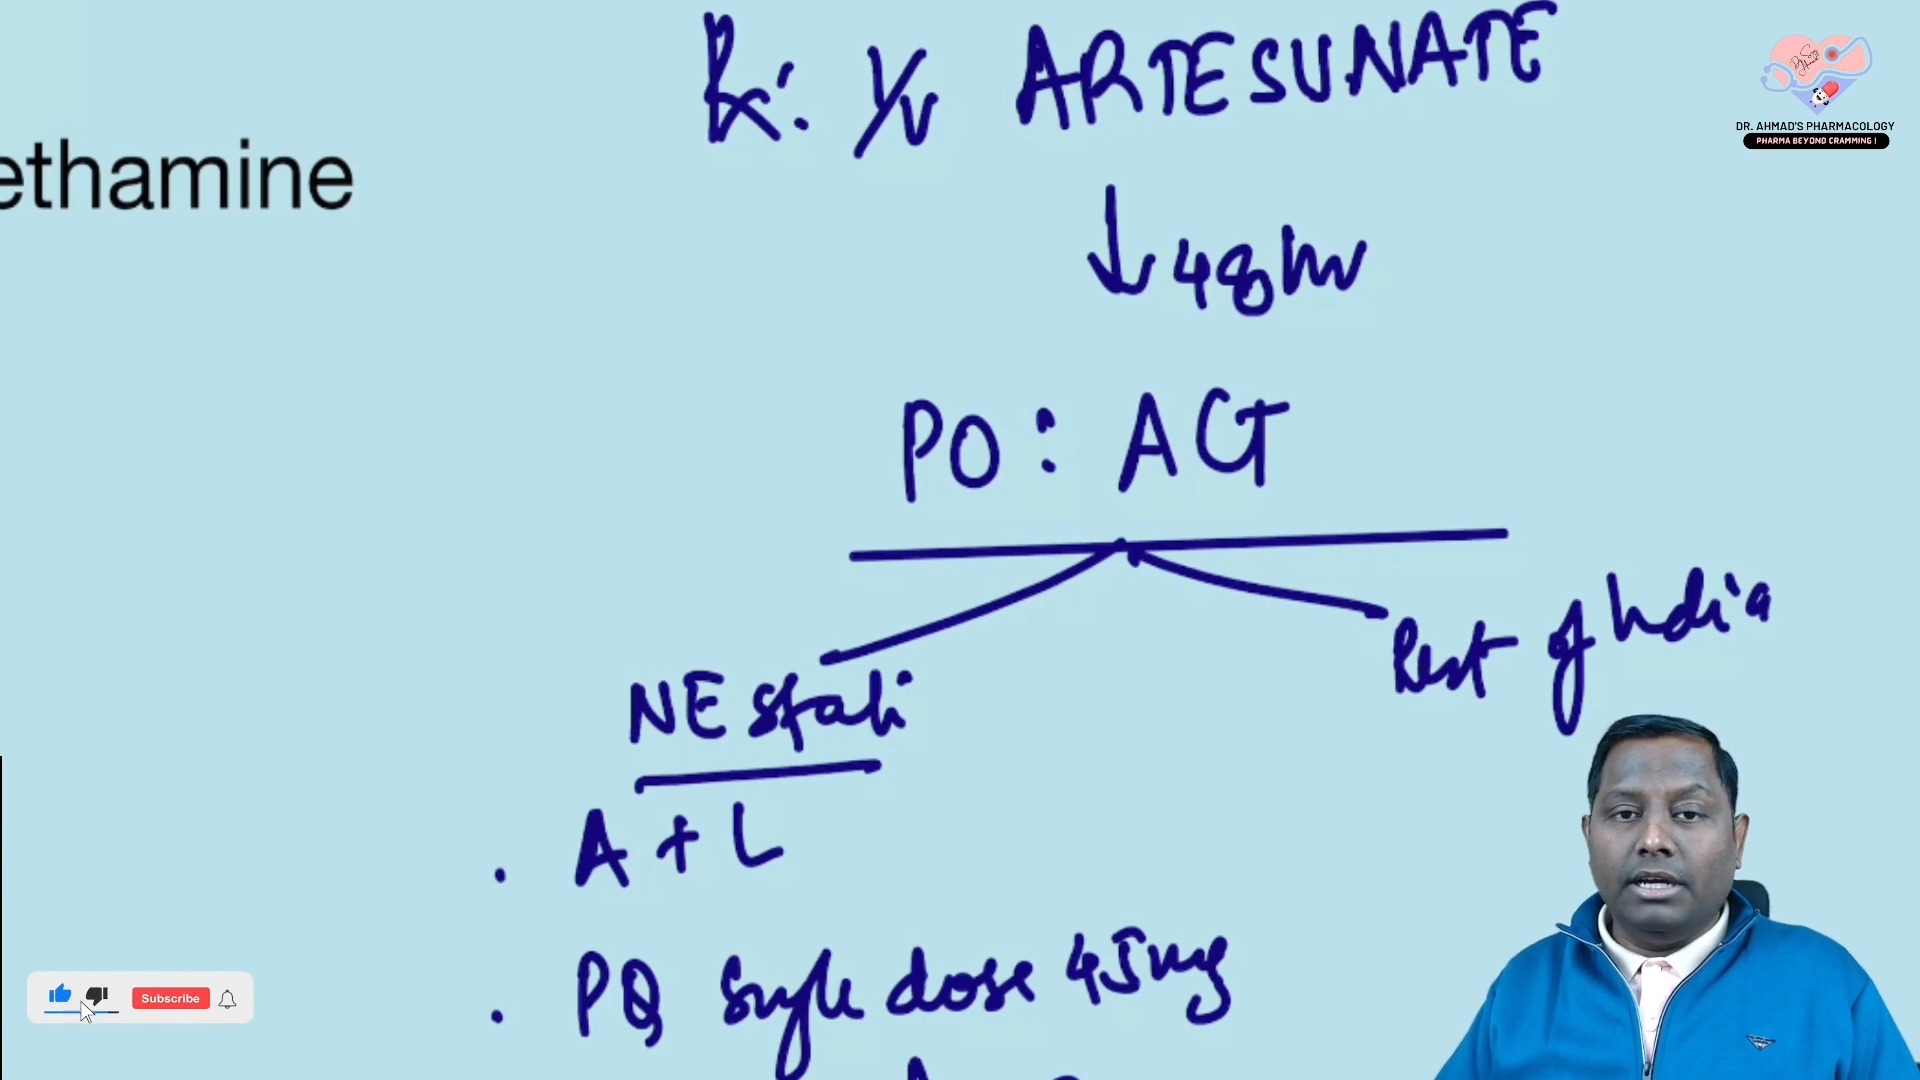 Rx: I/V ARTESUNATE
DR. AHMAD'S PHARMACOLOGY
PHARMA BEYOND CRAMMING !
ethamine
48hr
PO: ACT
Rest of India
NE state
. A + L
. PQ Single dose 45mg
Subscribe